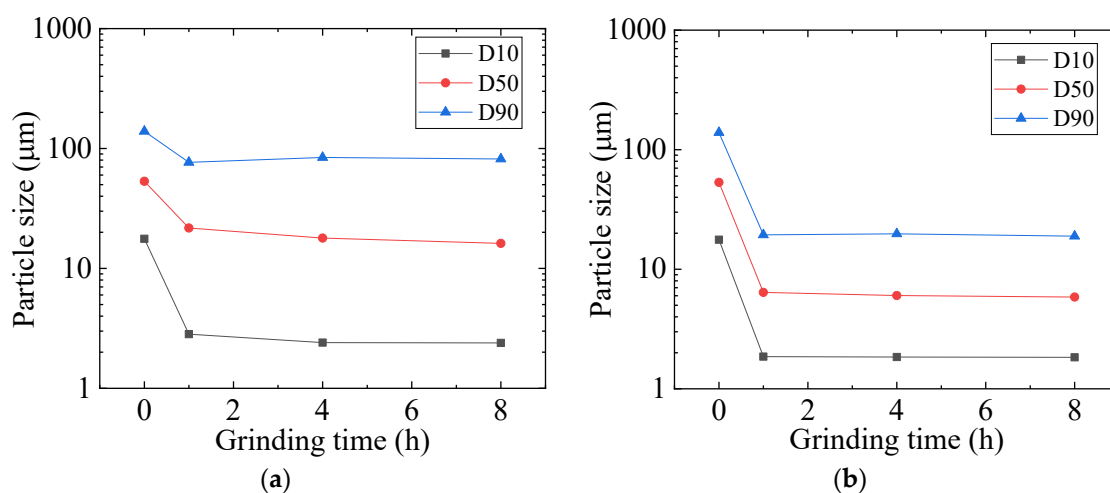 1000
100
10
1
Particle size (μm)
D10
D50
D90
0
2
4
6
8
Grinding time (h)
(a)
1000
100
10
1
Particle size (μm)
D10
D50
D90
0
2
4
6
8
Grinding time (h)
(b)